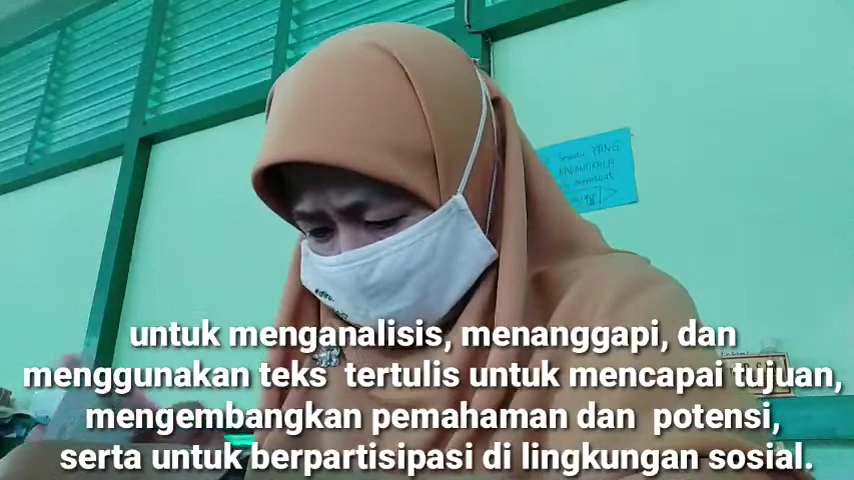 YANG
untuk menganalisis, menanggapi, dan
menggunakan teks tertulis untuk mencapai tujuan,
mengembangkan pemahaman dan potensi,
serta untuk berpartisipasi di lingkungan sosial.